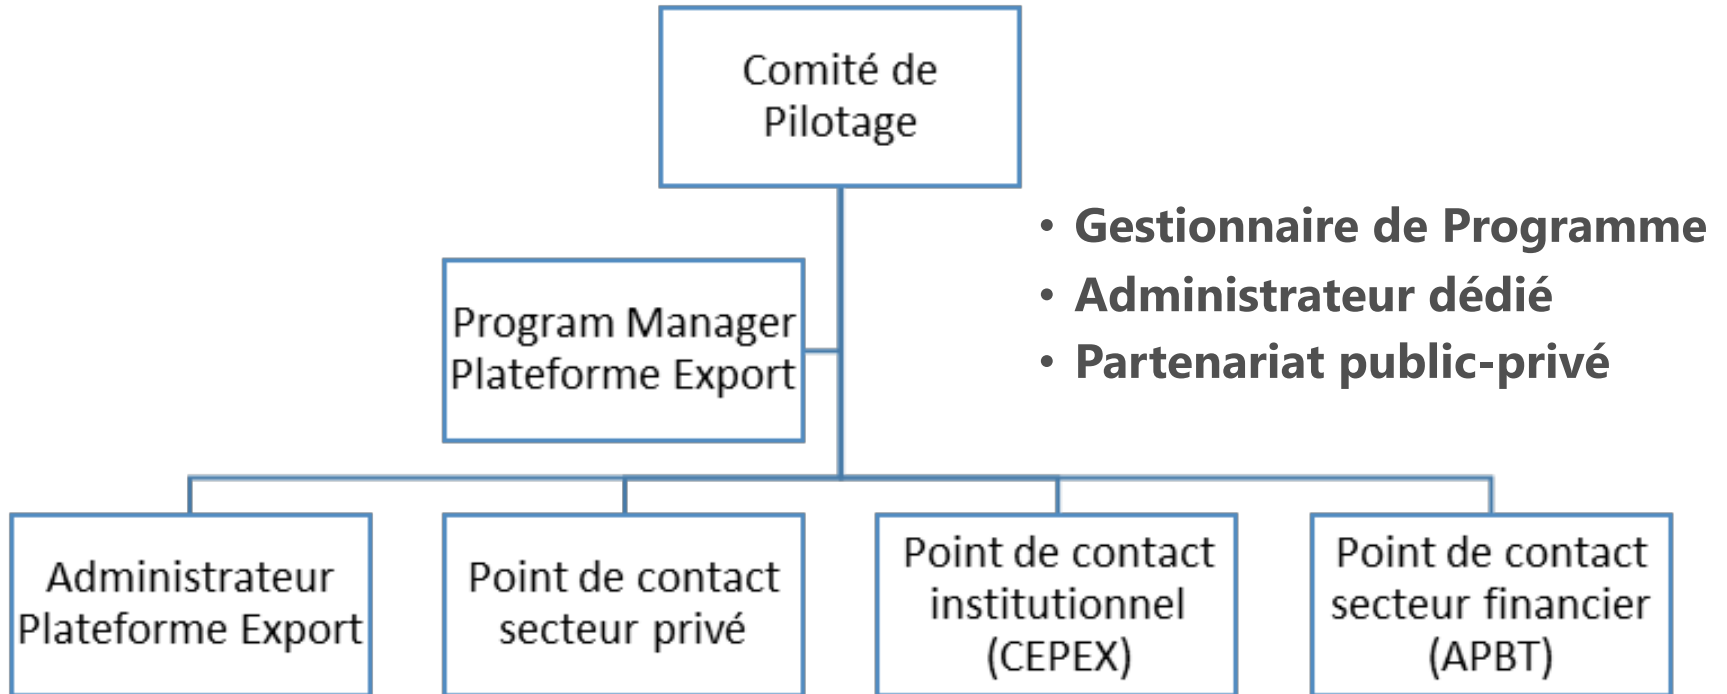 Comité de
Pilotage
• Gestionnaire de Programme
• Administrateur dédié
• Partenariat public-privé
Program Manager
Plateforme Export
Administrateur
Plateforme Export
Point de contact
secteur privé
Point de contact
institutionnel
(CEPEX)
Point de contact
secteur financier
(APBT)